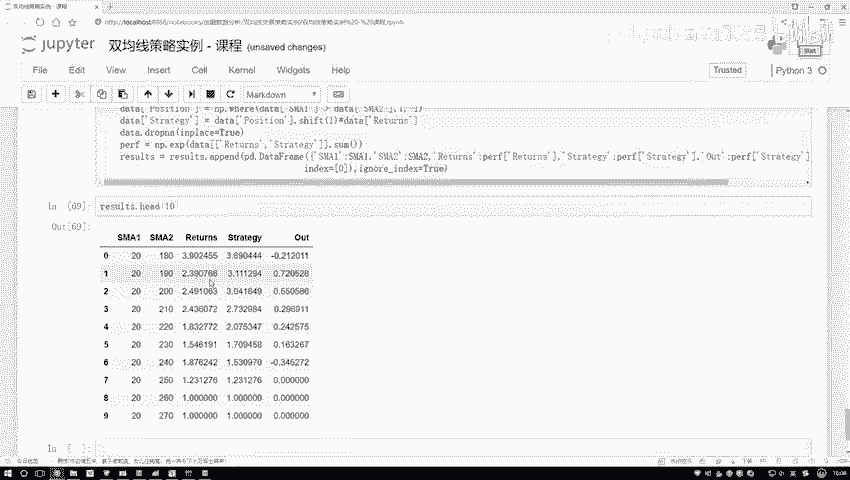 双均线策略实例
jupyter 双均线策略实例 - 课程 (unsaved changes)
File Edit View Insert Cell Kernel Widgets Help
Trusted Python 3
Markdown
data['Position'] = np.where(data['SMA1'] > data['SMA2'],1,-1)
data['Strategy'] = data['Position'].shift(1)*data['Returns']
data.dropna(inplace=True)
perf = np.exp(data[['Returns','Strategy']].sum())
results = results.append(pd.DataFrame({'SMA1':SMA1,'SMA2':SMA2,'Returns':perf['Returns'],'Strategy':perf['Strategy'],'Out':perf['Strategy']
index=[0]),ignore_index=True)
In [69]: results.head(10)
Out[69]:
SMA1 SMA2 Returns Strategy Out
0 20 180 3.902455 3.690444 -0.212011
1 20 190 2.390766 3.111294 0.720528
2 20 200 2.491063 3.041649 0.550586
3 20 210 2.436072 2.732984 0.296911
4 20 220 1.832772 2.075347 0.242575
5 20 230 1.546191 1.709458 0.163267
6 20 240 1.876242 1.530970 -0.345272
7 20 250 1.231276 1.231276 0.000000
8 20 260 1.000000 1.000000 0.000000
9 20 270 1.000000 1.000000 0.000000
In [ ]: